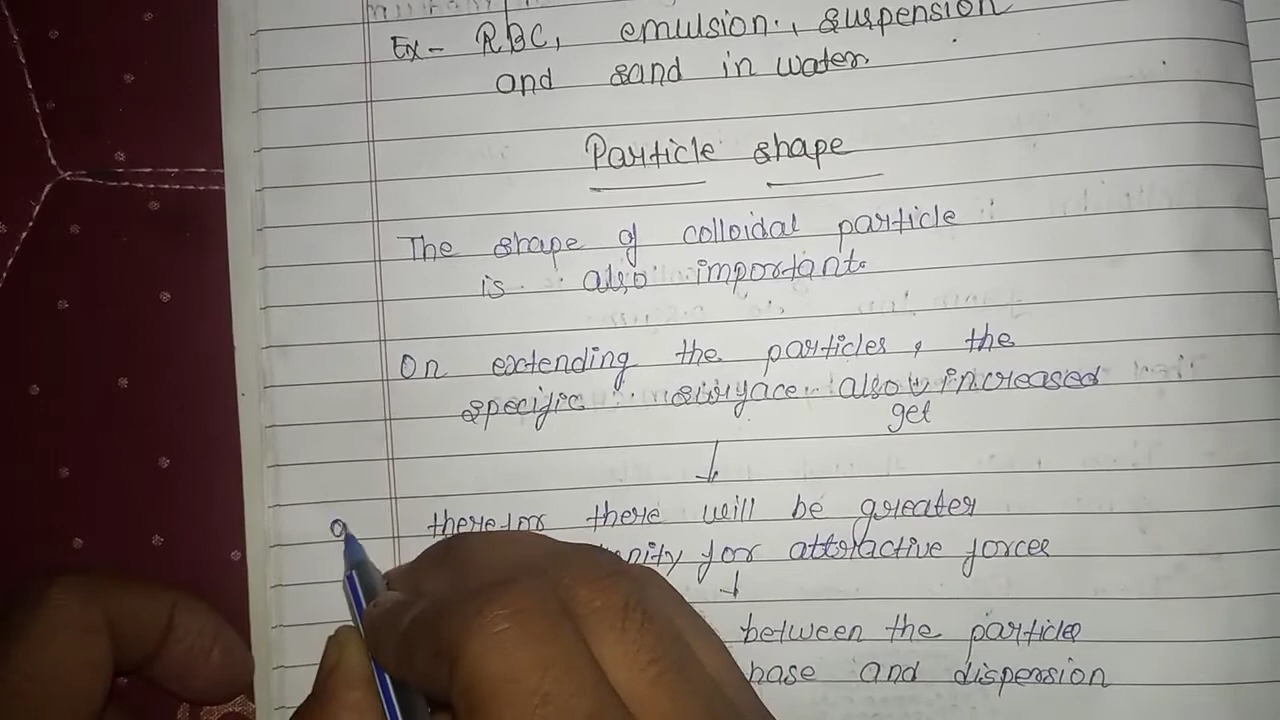 Ex- RBC, emulsion., suspension
and sand in water.
Particle shape
The shape of colloidal particle
is also important.
On extending the particles, the
specific surface also increased
get
therefor there will be greater
for attractive forces
between the particle
and dispersion